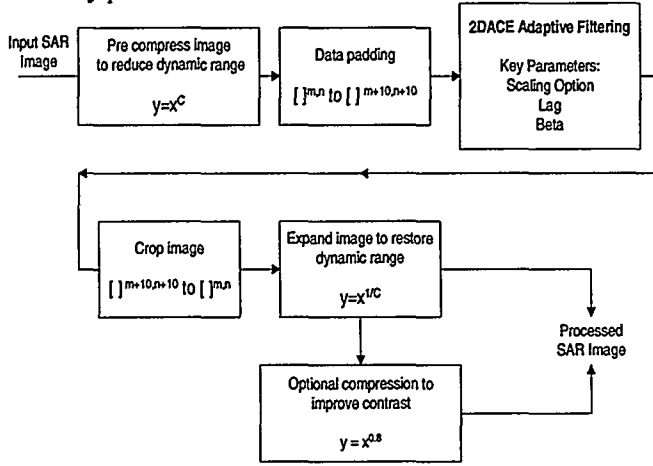 Input SAR
Image
Pre compress image
to reduce dynamic range
y=x^C
Data padding
[ ]^m,n to [ ]^m+10,n+10
2DACE Adaptive Filtering
Key Parameters:
Scaling Option
Lag
Beta
Crop image
[ ]^m+10,n+10 to [ ]^m,n
Expand image to restore
dynamic range
y=x^1/C
Optional compression to
improve contrast
y = x^0.8
Processed
SAR Image